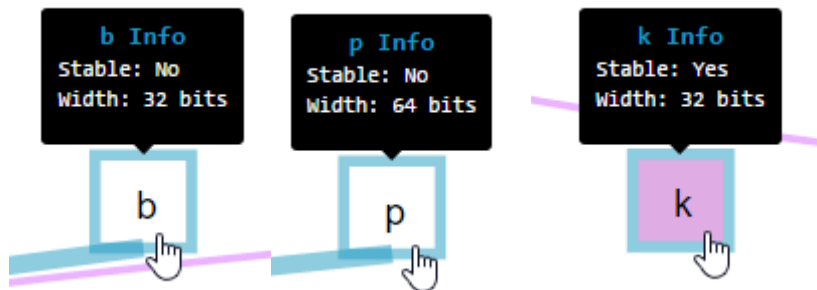 b Info
Stable: No
Width: 32 bits
b
p Info
Stable: No
Width: 64 bits
p
k Info
Stable: Yes
Width: 32 bits
k